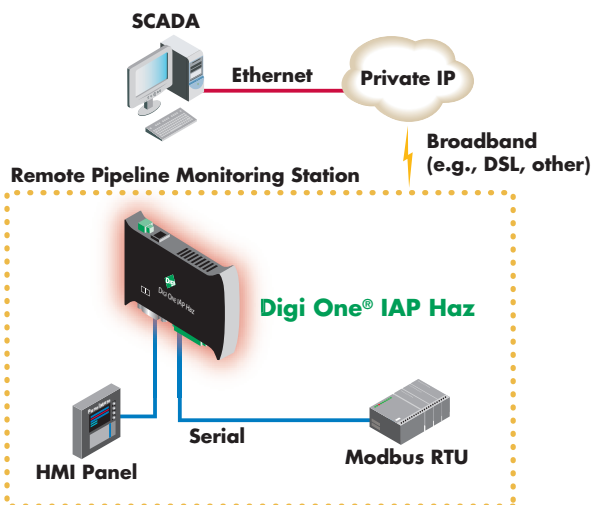 SCADA
Ethernet
Private IP
Broadband
(e.g., DSL, other)
Remote Pipeline Monitoring Station
Digi
Digi One IAP Haz
Digi One® IAP Haz
Serial
HMI Panel
Modbus RTU